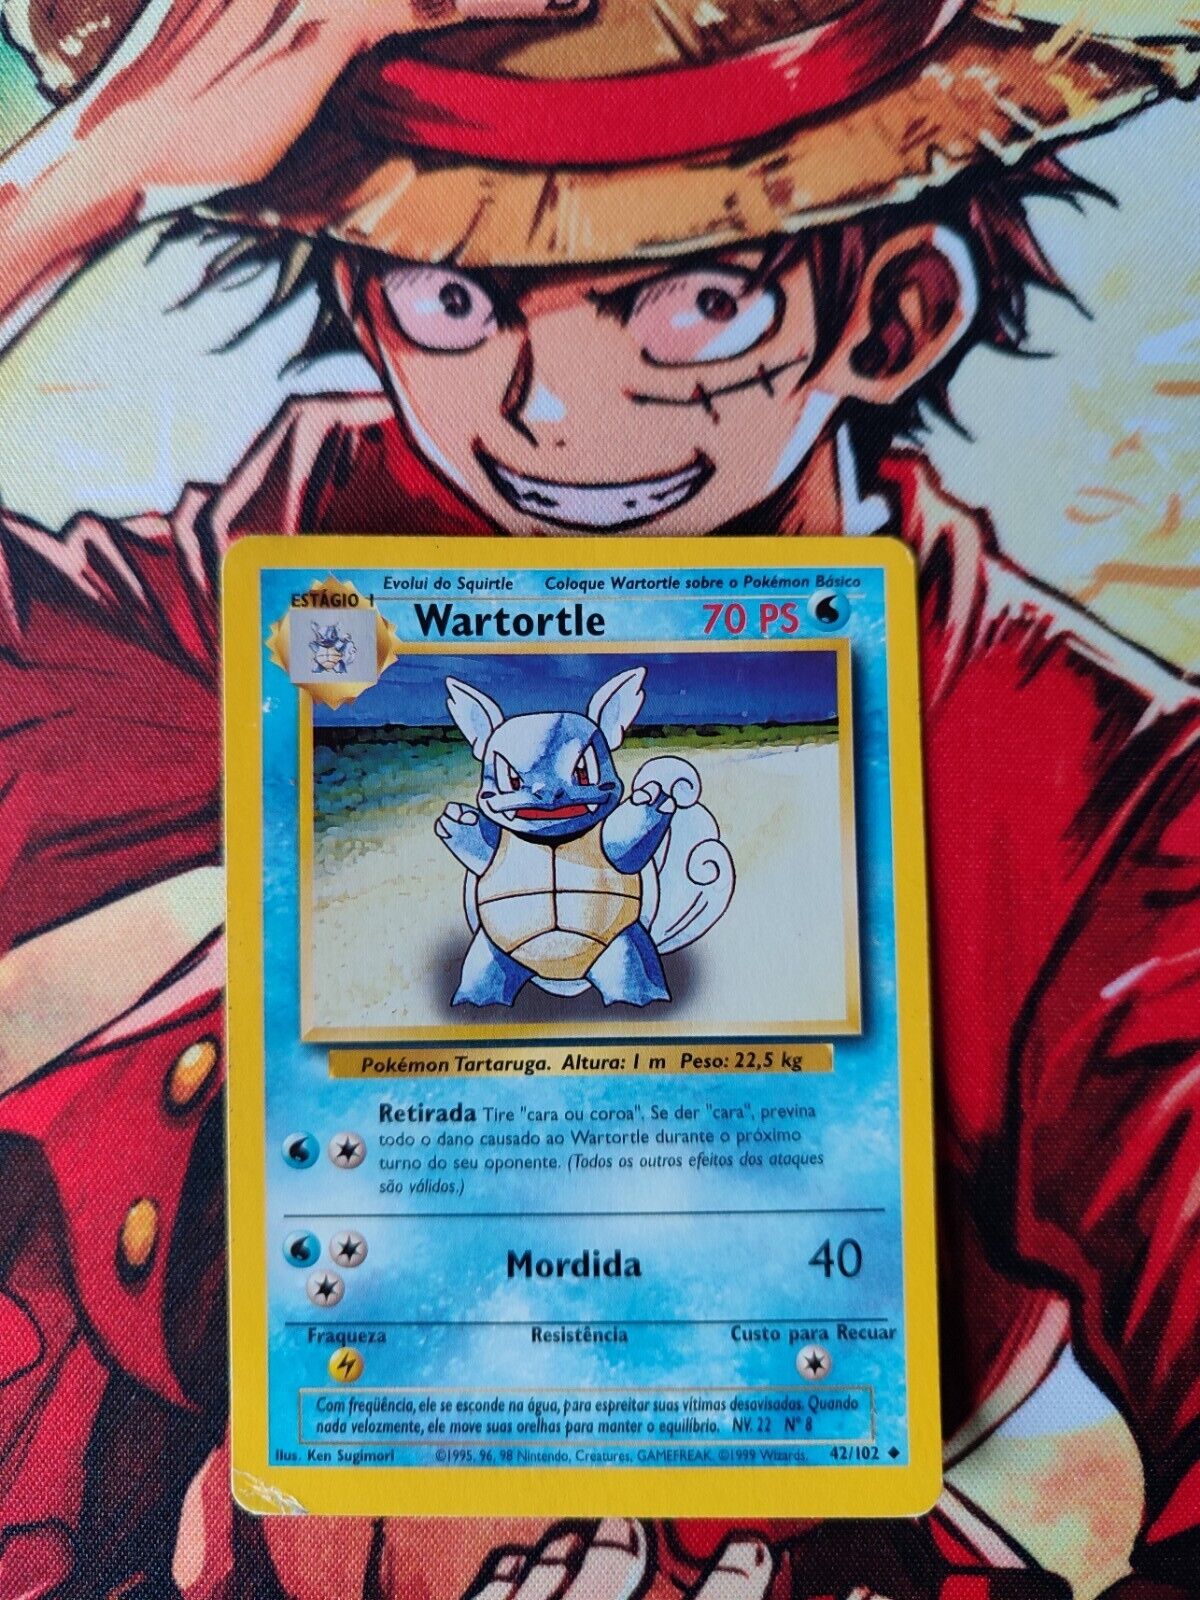 Evolui do Squirtle Coloque Wartortle sobre o Pokémon Básico
ESTÁGIO 1
Wartortle 70 PS
Pokémon Tartaruga. Altura: 1 m Peso: 22,5 kg
Retirada Tire "cara ou coroa". Se der "cara", previna
todo o dano causado ao Wartortle durante o próximo
turno do seu oponente. (Todos os outros efeitos dos ataques
são válidos.)
Mordida 40
Fraqueza Resistência Custo para Recuar
Com freqüência, ele se esconde na água, para espreitar suas vítimas desavisadas. Quando
nada velozmente, ele move suas orelhas para manter o equilíbrio. NV. 22 Nº 8
Ilus. Ken Sugimori ©1995, 96, 98 Nintendo, Creatures, GAMEFREAK. ©1999 Wizards. 42/102